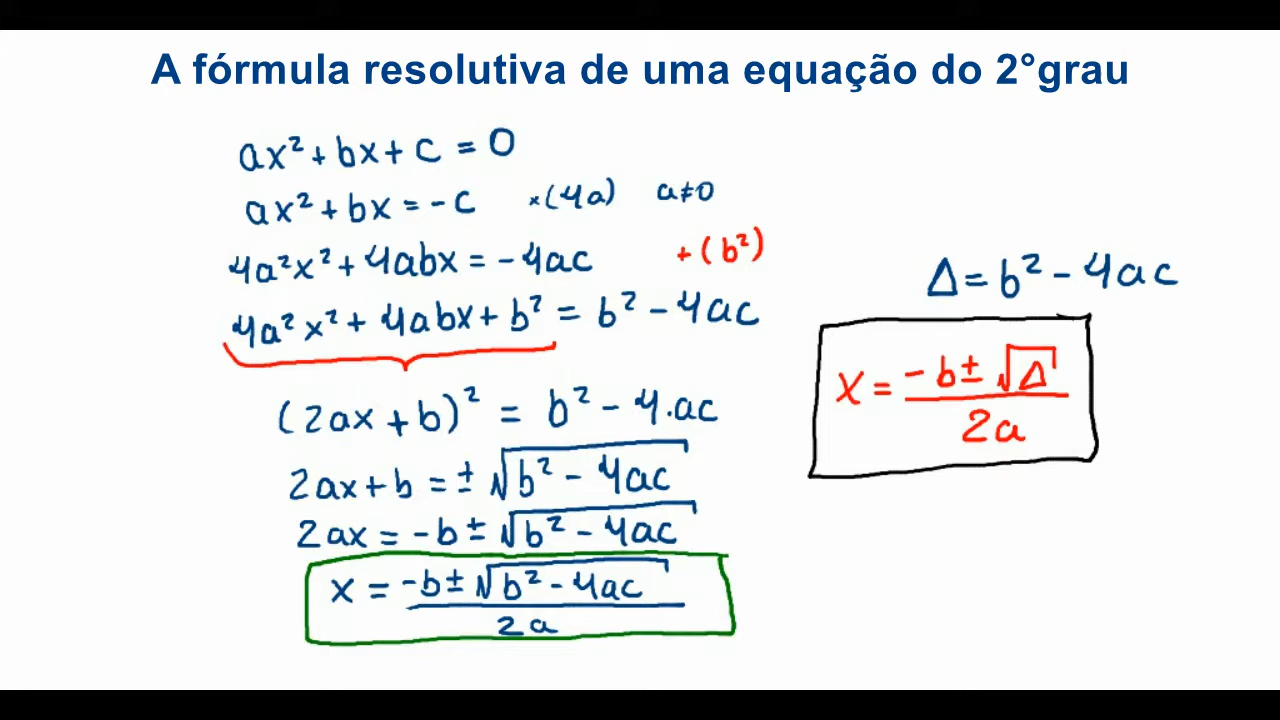 A fórmula resolutiva de uma equação do 2°grau
ax² + bx + c = 0
ax² + bx = -c ×(4a) a≠0
4a²x² + 4abx = -4ac +(b²)
4a²x² + 4abx + b² = b² - 4ac
(2ax + b)² = b² - 4.ac
2ax + b = ± √b² - 4ac
2ax = -b ± √b² - 4ac
x = -b ± √b² - 4ac
2a
Δ = b² - 4ac
x = -b ± √Δ
2a